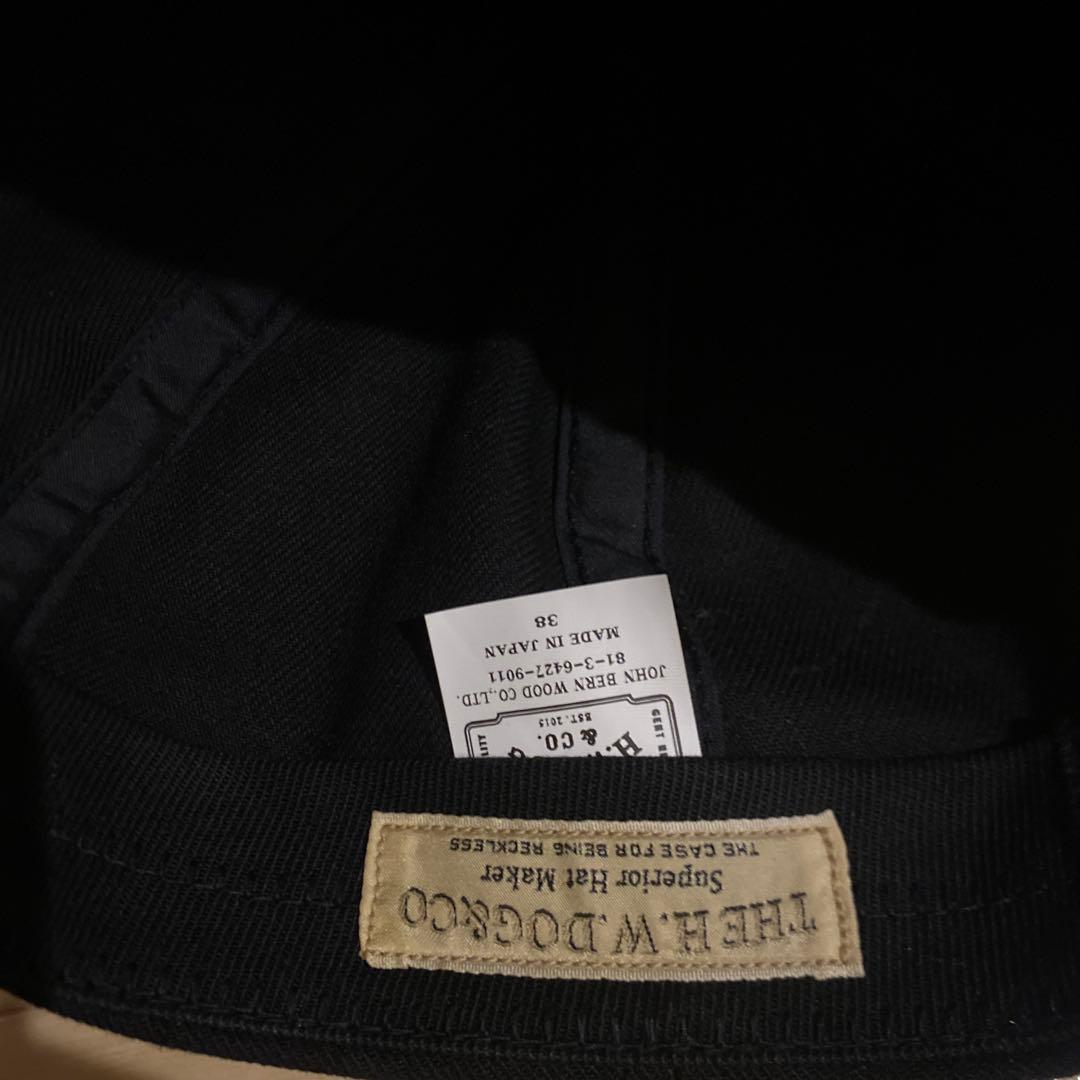 THE H.W.DOG&CO
Superior Hat Maker
THE CASE FOR BEING RECKLESS
& CO.
EST. 2015
JOHN BERN WOOD CO.,LTD.
81-3-6427-9011
MADE IN JAPAN
38